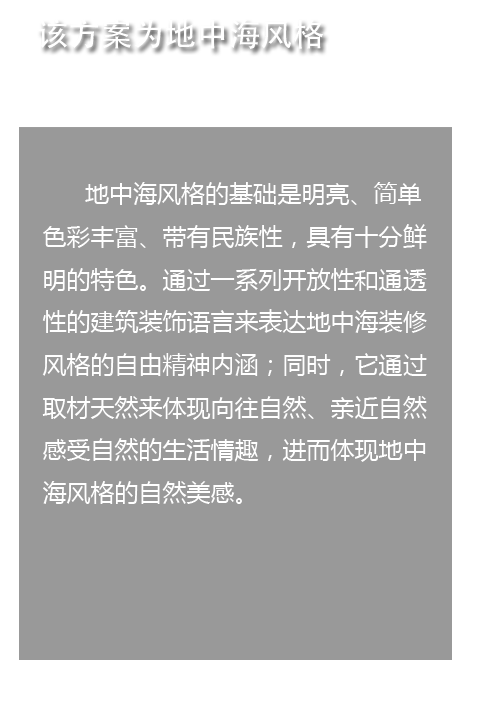 该方案为地中海风格
地中海风格的基础是明亮、简单
色彩丰富、带有民族性，具有十分鲜
明的特色。通过一系列开放性和通透
性的建筑装饰语言来表达地中海装修
风格的自由精神内涵；同时，它通过
取材天然来体现向往自然、亲近自然
感受自然的生活情趣，进而体现地中
海风格的自然美感。